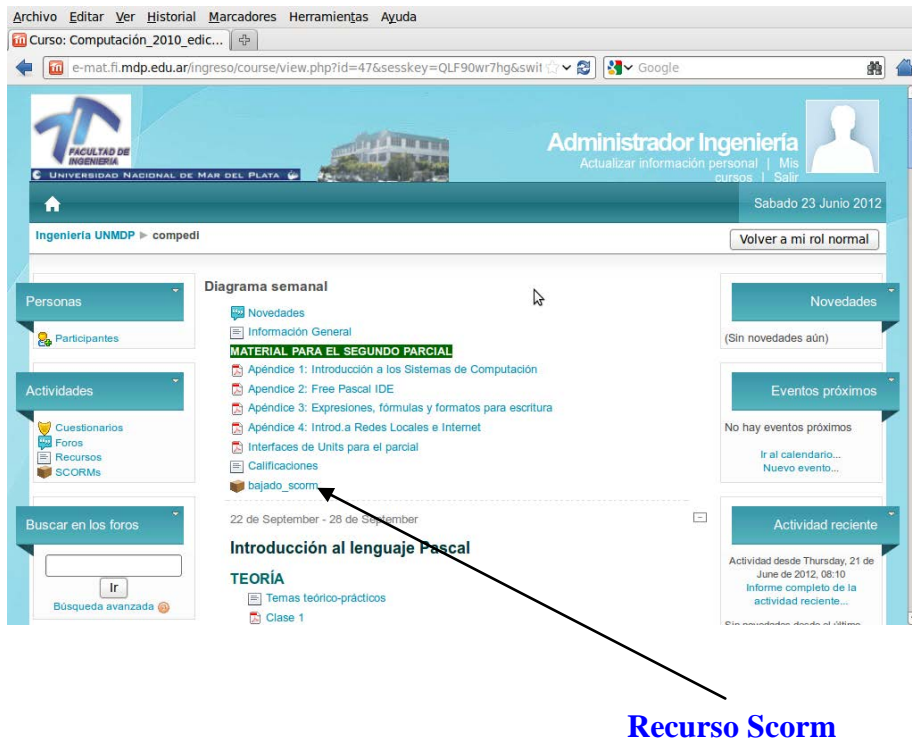 Archivo Editar Ver Historial Marcadores Herramientas Ayuda
Curso: Computación_2010_edic...
e-mat.fi.mdp.edu.ar/ingreso/course/view.php?id=47&sesskey=QLF90wr7hg&swit
Google
FACULTAD DE
INGENIERIA
UNIVERSIDAD NACIONAL DE MAR DEL PLATA
Administrador Ingeniería
Actualizar información personal | Mis
cursos | Salir
Sabado 23 Junio 2012
Ingeniería UNMDP ► compedi
Volver a mi rol normal
Personas
Participantes
Actividades
Cuestionarios
Foros
Recursos
SCORMs
Buscar en los foros
Ir
Búsqueda avanzada
Diagrama semanal
Novedades
Información General
MATERIAL PARA EL SEGUNDO PARCIAL
Apéndice 1: Introducción a los Sistemas de Computación
Apendice 2: Free Pascal IDE
Apéndice 3: Expresiones, fórmulas y formatos para escritura
Apéndice 4: Introd.a Redes Locales e Internet
Interfaces de Units para el parcial
Calificaciones
bajado_scorm
22 de September - 28 de September
Introducción al lenguaje Pascal
TEORÍA
Temas teórico-prácticos
Clase 1
Novedades
(Sin novedades aún)
Eventos próximos
No hay eventos próximos
Ir al calendario...
Nuevo evento...
Actividad reciente
Actividad desde Thursday, 21 de
June de 2012, 08:10
Informe completo de la
actividad reciente...
Sin novedades desde el último
Recurso Scorm